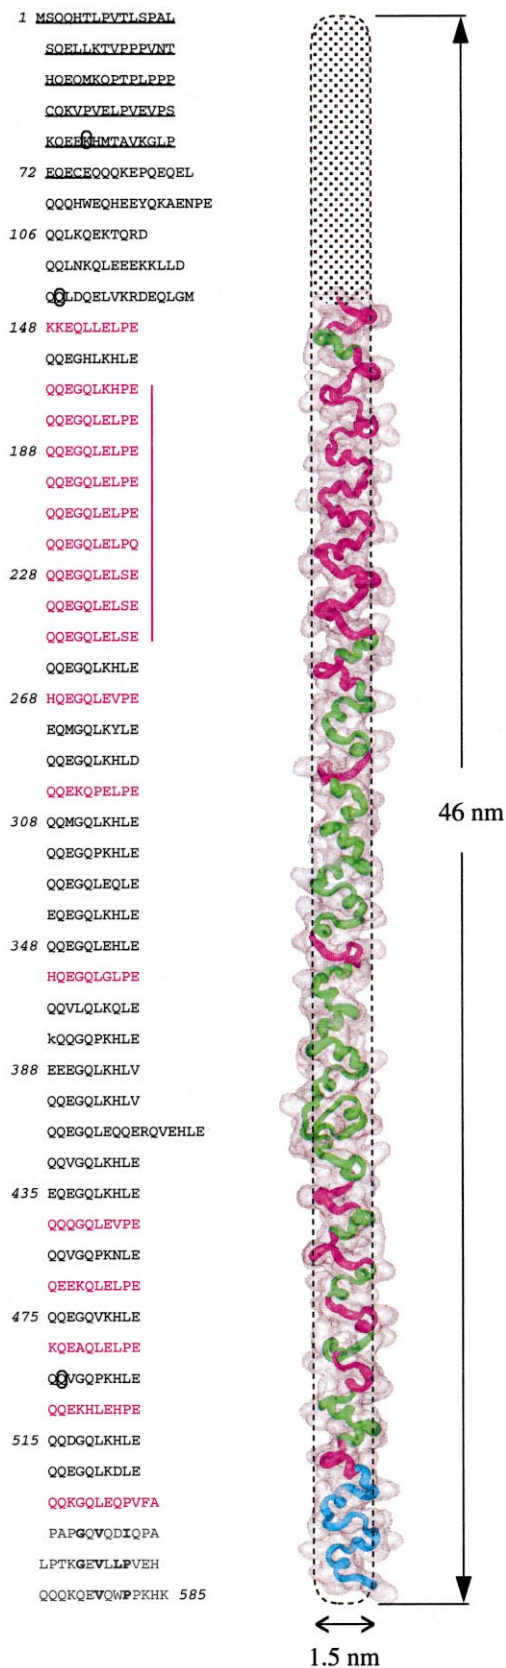 1 MSQQHTLPVTLSPAL
SQELLKTVPPPVNT
HQEQMKQPTPLPPP
CQKVPVELPVEVPS
KQEEKHMTAVKGLP
72 EQECEQQQKEPQEQEL
QQQHWEQHEEYQKAENPE
106 QQLKQEKTQRD
QQLNKQLEEEKKLLD
QQLDQELVKRDEQLGM
148 KKEQLLELPE
QQEGHLKHLE
QQEGQLKHPE
QQEGQLELPE
188 QQEGQLELPE
QQEGQLELPE
QQEGQLELPE
QQEGQLELPQ
228 QQEGQLELSE
QQEGQLELSE
QQEGQLELSE
QQEGQLKHLE
268 HQEGQLEVPE
EQMGQLKYLE
QQEGQLKHLD
QQEKQPELPE
308 QQMGQLKHLE
QQEGQPKHLE
QQEGQLEQLE
EQEGQLKHLE
348 QQEGQLEHLE
HQEGQLGLPE
QQVLQLKQLE
kQQGQPKHLE
388 EEEGQLKHLV
QQEGQLKHLV
QQEGQLEQQERQVEHLE
QQVGQLKHLE
435 EQEGQLKHLE
QQQGQLEVPE
QQVGQPKNLE
QEEKQLELPE
475 QQEGQVKHLE
KQEAQLELPE
QQVGQPKHLE
QQEKHLEHPE
515 QQDGQLKHLE
QQEGQLKDLE
QQKGQLEQPVFA
PAPGQVQDIQPA
LPTKGEVLLPVEH
QQQKQEVQWPPKHK 585
46 nm
1.5 nm